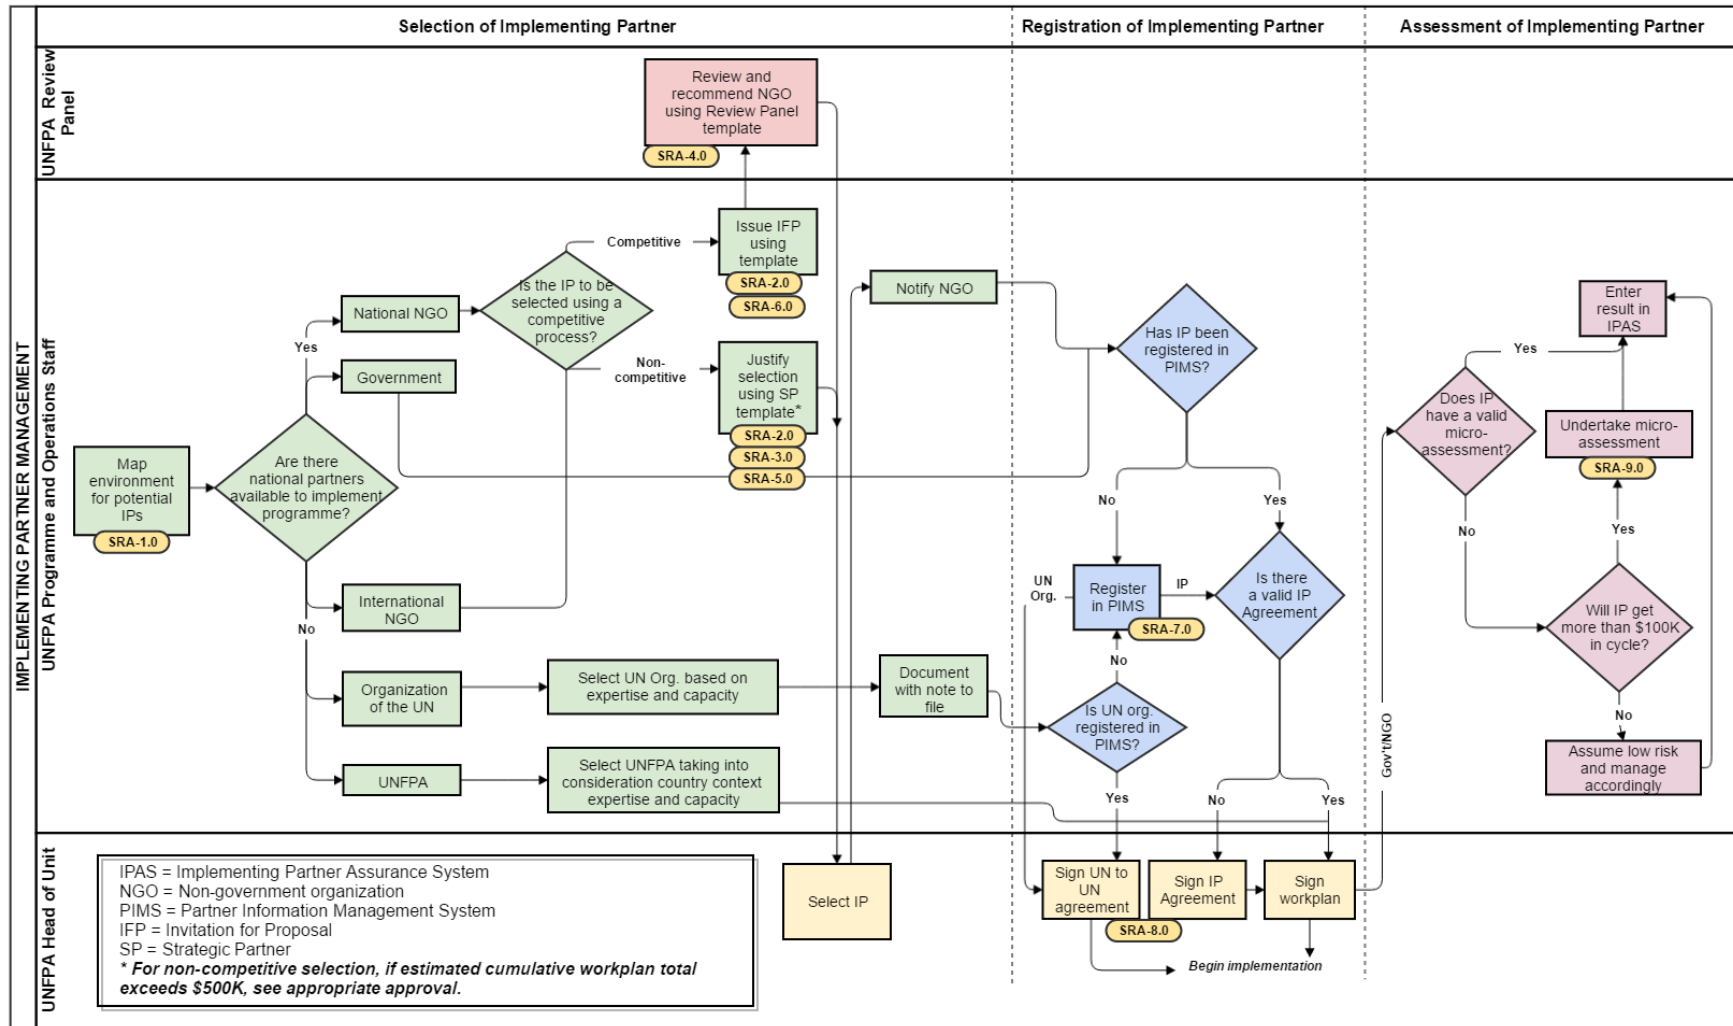 Selection of Implementing Partner
Registration of Implementing Partner
Assessment of Implementing Partner
IMPLEMENTING PARTNER MANAGEMENT
UNFPA Review
Panel
Review and
recommend NGO
using Review Panel
template
SRA-4.0
UNFPA Programme and Operations Staff
Map
environment
for potential
IPs
SRA-1.0
Are there
national partners
available to implement
programme?
Yes
No
National NGO
Government
International
NGO
Organization
of the UN
UNFPA
Is the IP to be
selected using a
competitive
process?
Competitive
Non-
competitive
Issue IFP
using
template
SRA-2.0
SRA-6.0
Justify
selection
using SP
template*
SRA-2.0
SRA-3.0
SRA-5.0
Select UN Org. based on
expertise and capacity
Select UNFPA taking into
consideration country context
expertise and capacity
Notify NGO
Document
with note to
file
Has IP been
registered in
PIMS?
No
Yes
UN
Org.
Register
in PIMS
SRA-7.0
IP
Is there
a valid IP
Agreement
No
Is UN org.
registered in
PIMS?
Yes
No
Yes
Gov't/NGO
Enter
result in
IPAS
Yes
Does IP
have a valid
micro-
assessment?
Undertake micro-
assessment
SRA-9.0
No
Yes
Will IP get
more than $100K
in cycle?
No
Assume low risk
and manage
accordingly
UNFPA Head of Unit
IPAS = Implementing Partner Assurance System
NGO = Non-government organization
PIMS = Partner Information Management System
IFP = Invitation for Proposal
SP = Strategic Partner
* For non-competitive selection, if estimated cumulative workplan total
exceeds $500K, see appropriate approval.
Select IP
Sign UN to
UN
agreement
SRA-8.0
Sign IP
Agreement
Sign
workplan
Begin implementation